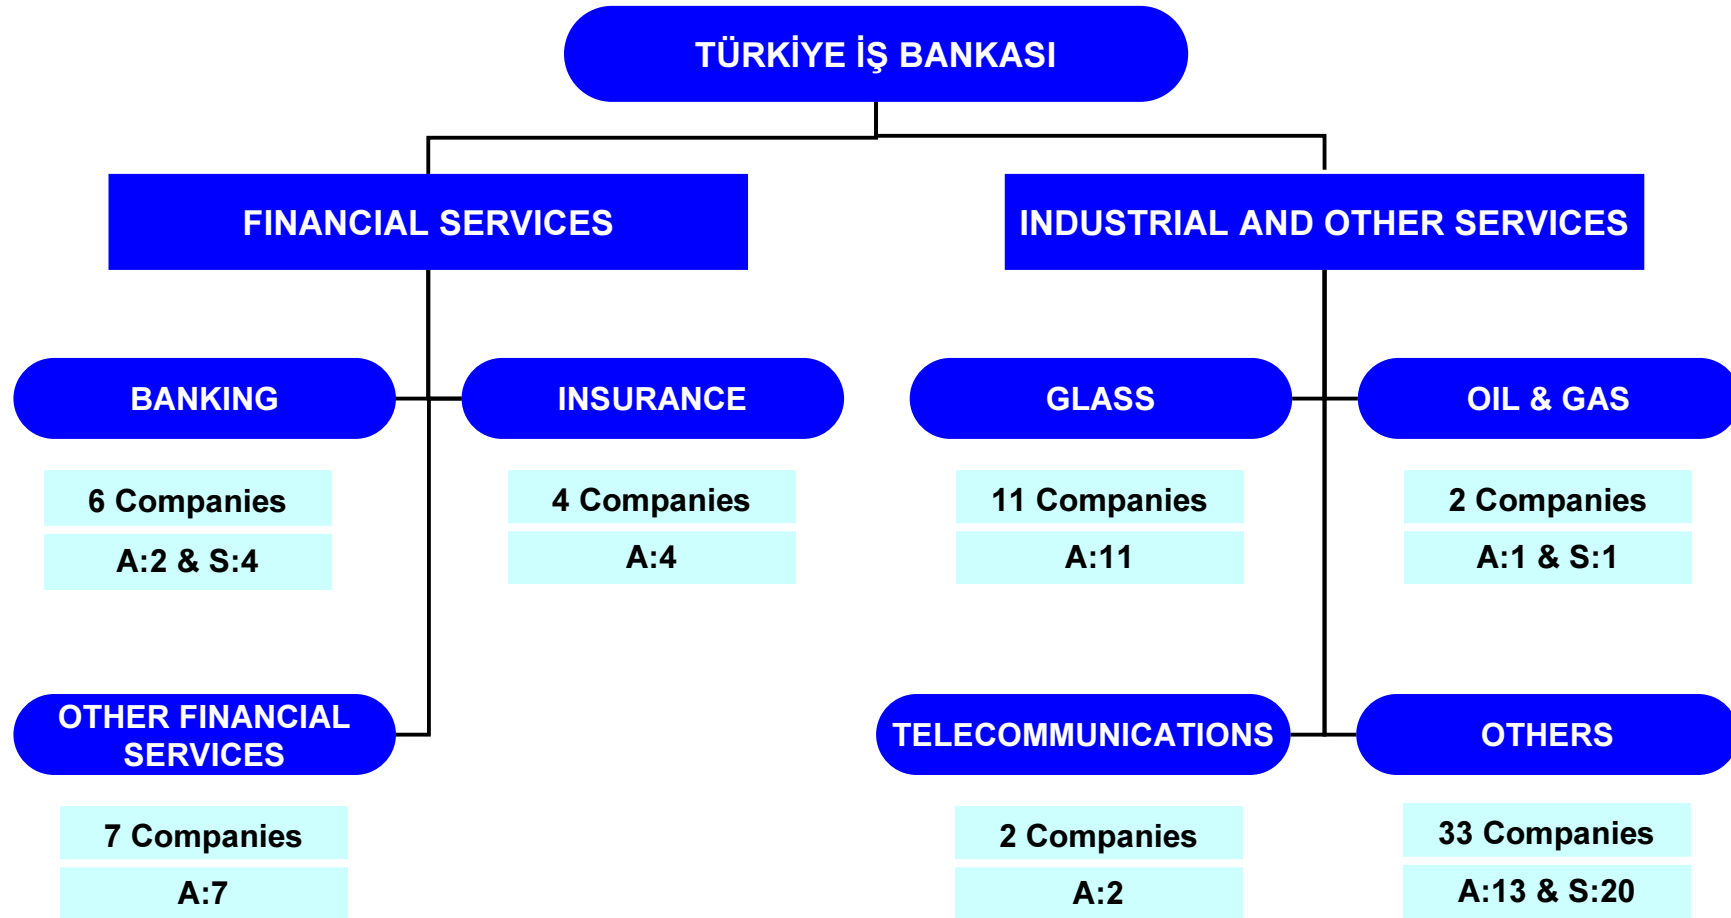 TÜRKİYE İŞ BANKASI
FINANCIAL SERVICES
INDUSTRIAL AND OTHER SERVICES
BANKING
INSURANCE
GLASS
OIL & GAS
6 Companies
A:2 & S:4
4 Companies
A:4
11 Companies
A:11
2 Companies
A:1 & S:1
OTHER FINANCIAL
SERVICES
TELECOMMUNICATIONS
OTHERS
7 Companies
A:7
2 Companies
A:2
33 Companies
A:13 & S:20